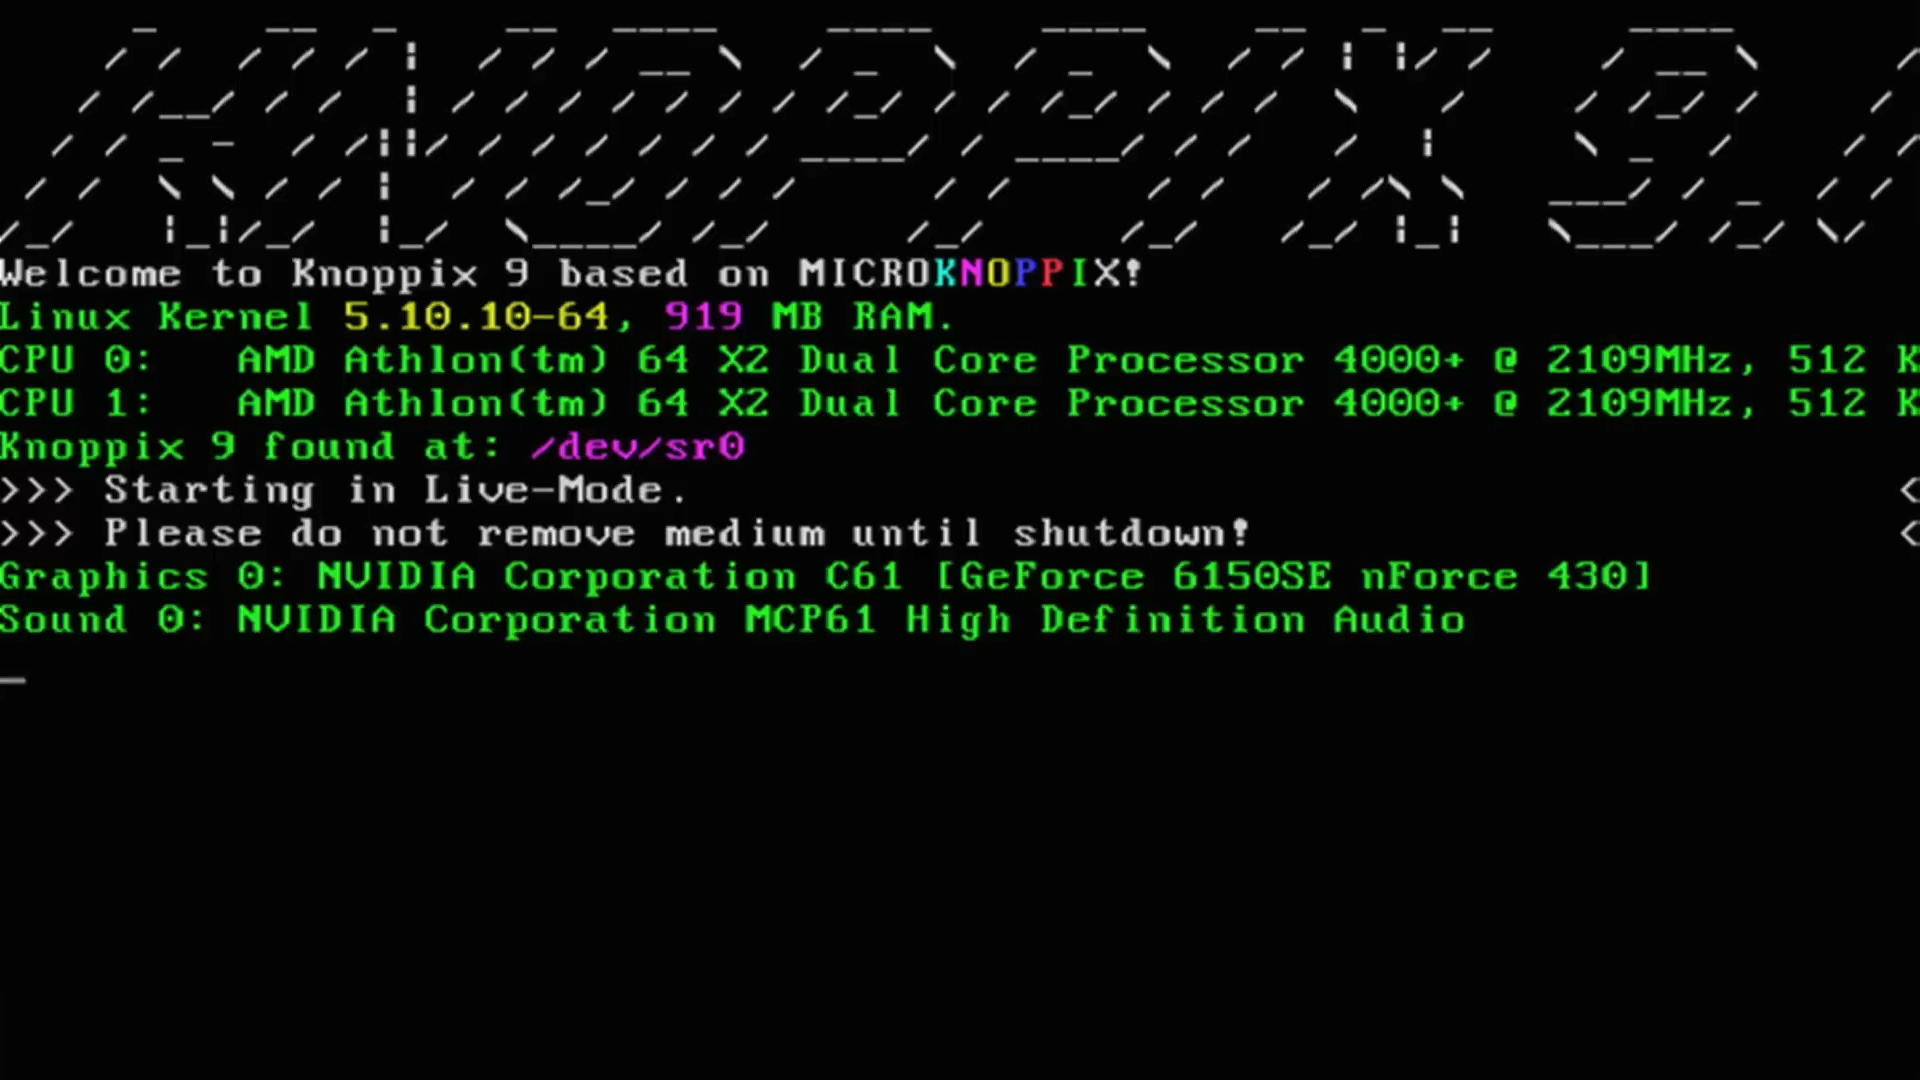 KNOPPIX 9.
Welcome to Knoppix 9 based on MICROKNOPPIX!
Linux Kernel 5.10.10-64, 919 MB RAM.
CPU 0:   AMD Athlon(tm) 64 X2 Dual Core Processor 4000+ @ 2109MHz, 512 K
CPU 1:   AMD Athlon(tm) 64 X2 Dual Core Processor 4000+ @ 2109MHz, 512 K
Knoppix 9 found at: /dev/sr0
>>> Starting in Live-Mode. <
>>> Please do not remove medium until shutdown! <
Graphics 0: NVIDIA Corporation C61 [GeForce 6150SE nForce 430]
Sound 0: NVIDIA Corporation MCP61 High Definition Audio
_